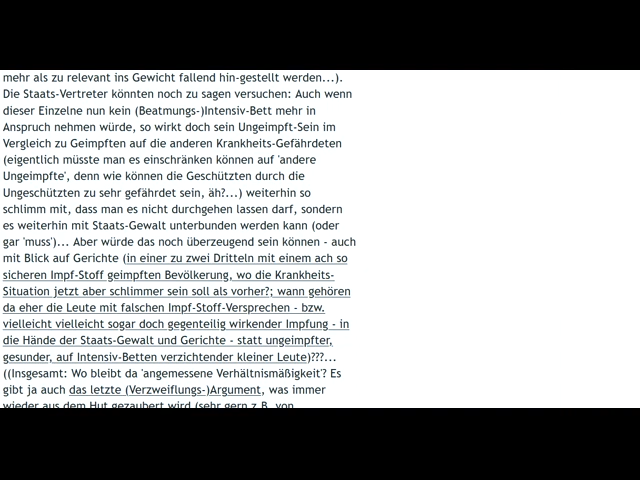 mehr als zu relevant ins Gewicht fallend hin-gestellt werden...).
Die Staats-Vertreter könnten noch zu sagen versuchen: Auch wenn
dieser Einzelne nun kein (Beatmungs-)Intensiv-Bett mehr in
Anspruch nehmen würde, so wirkt doch sein Ungeimpft-Sein im
Vergleich zu Geimpften auf die anderen Krankheits-Gefährdeten
(eigentlich müsste man es einschränken können auf 'andere
Ungeimpfte', denn wie können die Geschützten durch die
Ungeschützten zu sehr gefährdet sein, äh?...) weiterhin so
schlimm mit, dass man es nicht durchgehen lassen darf, sondern
es weiterhin mit Staats-Gewalt unterbunden werden kann (oder
gar 'muss')... Aber würde das noch überzeugend sein können - auch
mit Blick auf Gerichte (in einer zu zwei Dritteln mit einem ach so
sicheren Impf-Stoff geimpften Bevölkerung, wo die Krankheits-
Situation jetzt aber schlimmer sein soll als vorher?; wann gehören
da eher die Leute mit falschen Impf-Stoff-Versprechen - bzw.
vielleicht vielleicht sogar doch gegenteilig wirkender Impfung - in
die Hände der Staats-Gewalt und Gerichte - statt ungeimpfter,
gesunder, auf Intensiv-Betten verzichtender kleiner Leute)???...
((Insgesamt: Wo bleibt da 'angemessene Verhältnismäßigkeit'? Es
gibt ja auch das letzte (Verzweiflungs-)Argument, was immer
wieder aus dem Hut gezaubert wird (sehr gern z.B. von